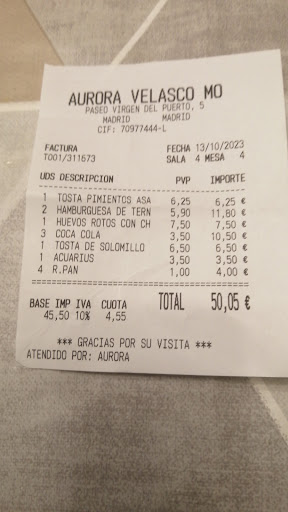 AURORA VELASCO MO
PASEO VIRGEN DEL PUERTO, 5
MADRID MADRID
CIF: 70977444-L
FACTURA FECHA 13/10/2023
T001/311673 SALA 4 MESA 4
UDS DESCRIPCION PVP IMPORTE
1 TOSTA PIMIENTOS ASA 6,25 6,25 €
2 HAMBURGUESA DE TERN 5,90 11,80 €
1 HUEVOS ROTOS CON CH 7,50 7,50 €
3 COCA COLA 3,50 10,50 €
1 TOSTA DE SOLOMILLO 6,50 6,50 €
1 ACUARIUS 3,50 3,50 €
4 R.PAN 1,00 4,00 €
BASE IMP IVA CUOTA TOTAL 50,05 €
45,50 10% 4,55
*** GRACIAS POR SU VISITA ***
ATENDIDO POR: AURORA